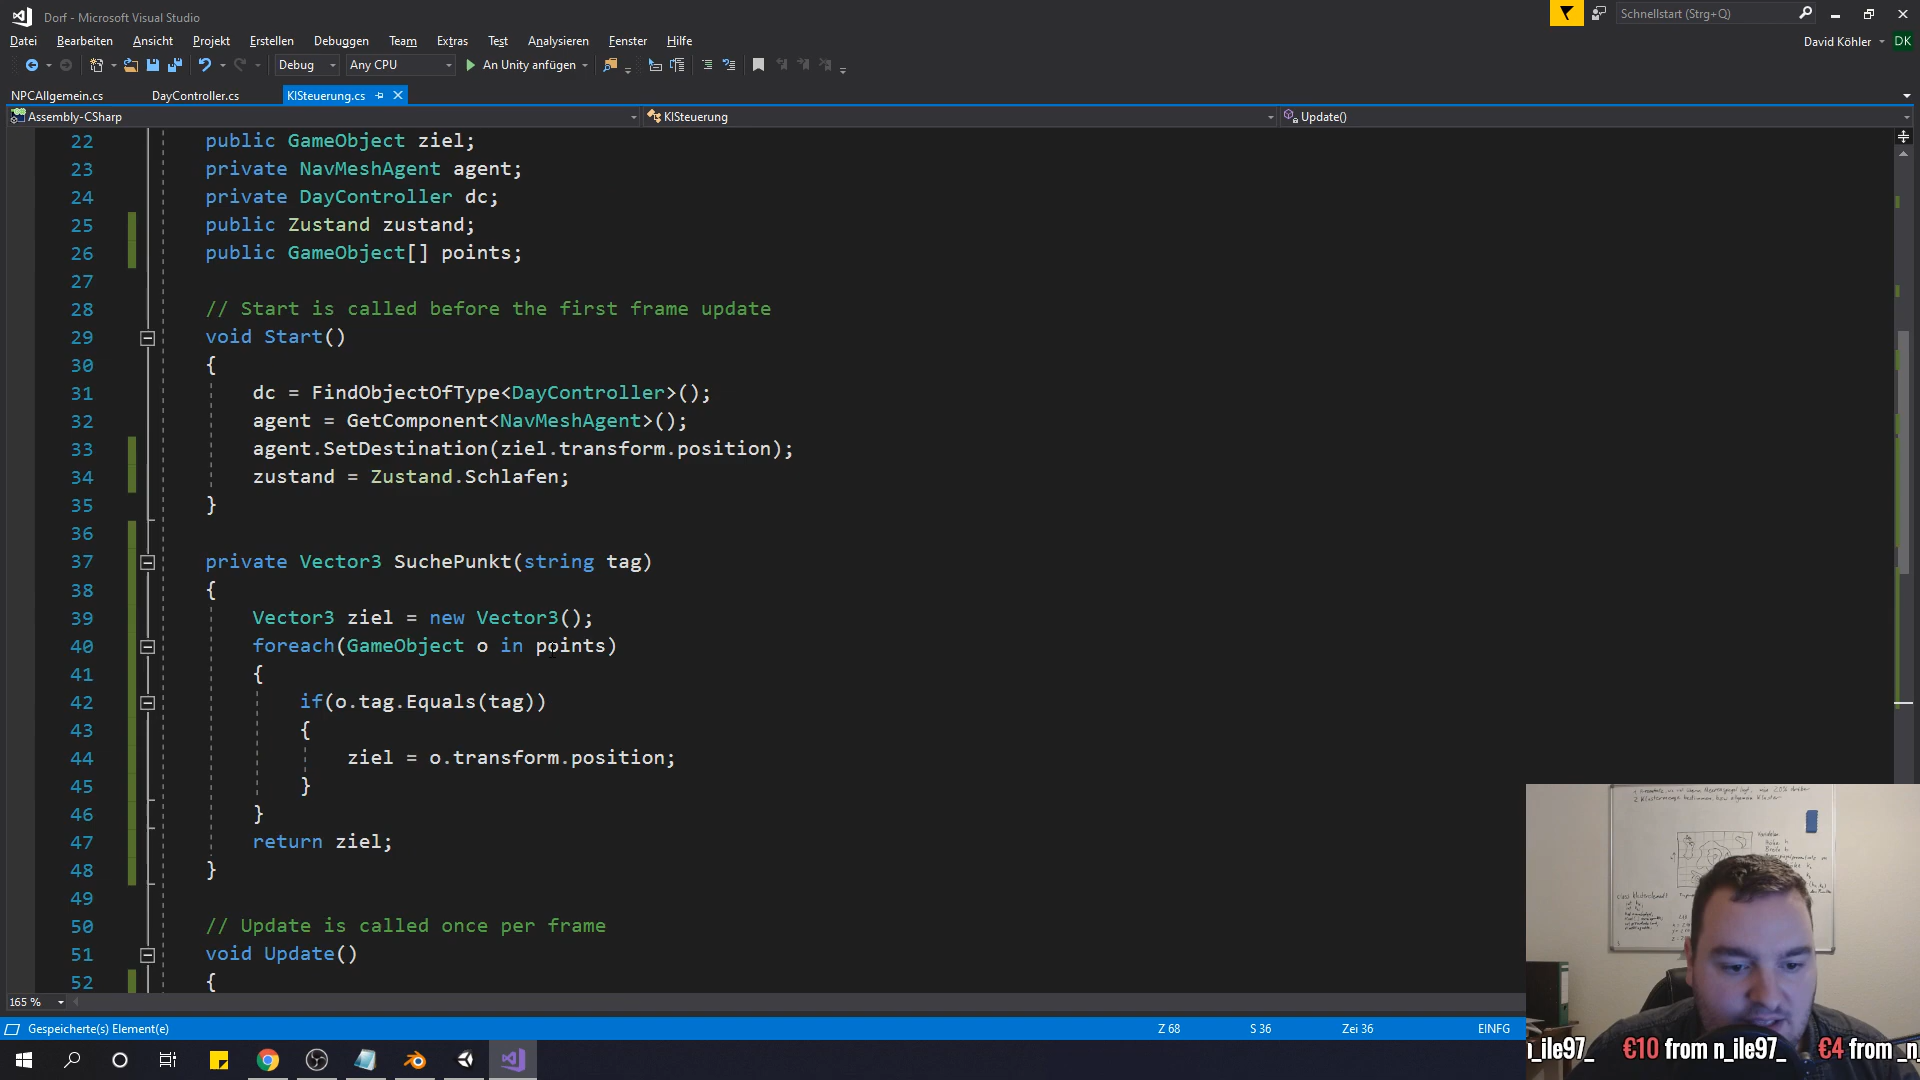 Dorf - Microsoft Visual Studio
Schnellstart (Strg+Q)
Datei Bearbeiten Ansicht Projekt Erstellen Debuggen Team Extras Test Analysieren Fenster Hilfe
David Köhler DK
Debug Any CPU An Unity anfügen
NPCAllgemein.cs DayController.cs KISteuerung.cs
Assembly-CSharp KISteuerung Update()
22 public GameObject ziel;
23 private NavMeshAgent agent;
24 private DayController dc;
25 public Zustand zustand;
26 public GameObject[] points;
27
28 // Start is called before the first frame update
29 void Start()
30 {
31 dc = FindObjectOfType<DayController>();
32 agent = GetComponent<NavMeshAgent>();
33 agent.SetDestination(ziel.transform.position);
34 zustand = Zustand.Schlafen;
35 }
36
37 private Vector3 SuchePunkt(string tag)
38 {
39 Vector3 ziel = new Vector3();
40 foreach(GameObject o in points)
41 {
42 if(o.tag.Equals(tag))
43 {
44 ziel = o.transform.position;
45 }
46 }
47 return ziel;
48 }
49
50 // Update is called once per frame
51 void Update()
52 {
165 %
Gespeicherte(s) Element(e) Z 68 S 36 Zei 36 EINFG
n_ile97_ €10 from n_ile97_ €4 from _n